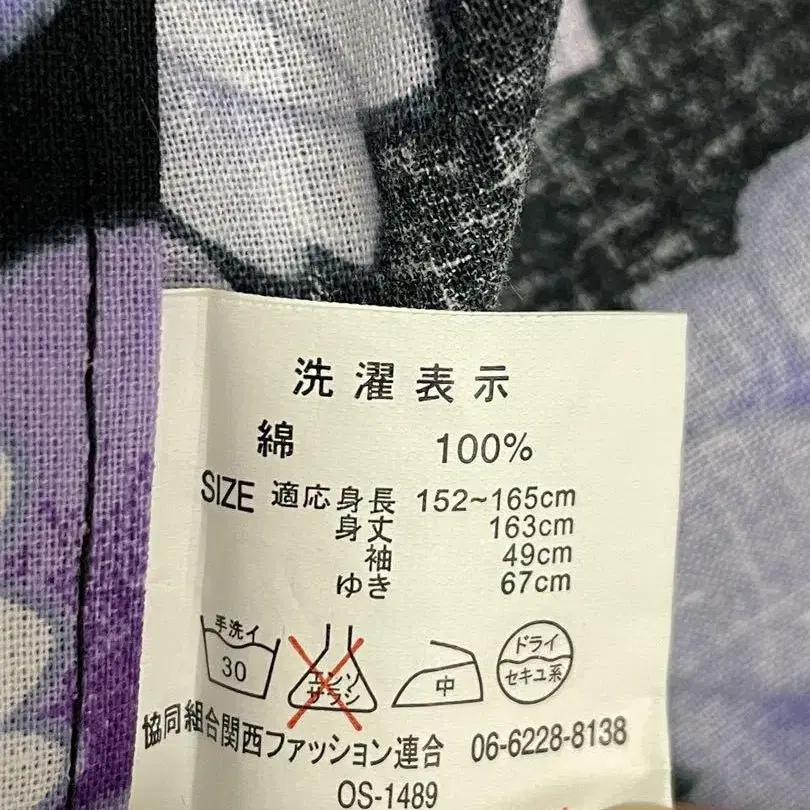 洗濯表示
綿 100%
SIZE 適応身長 152~165cm
身丈 163cm
袖 49cm
ゆき 67cm
手洗イ
30
エンソ
サラシ
中
ドライ
セキユ系
協同組合関西ファッション連合 06-6228-8138
OS-1489